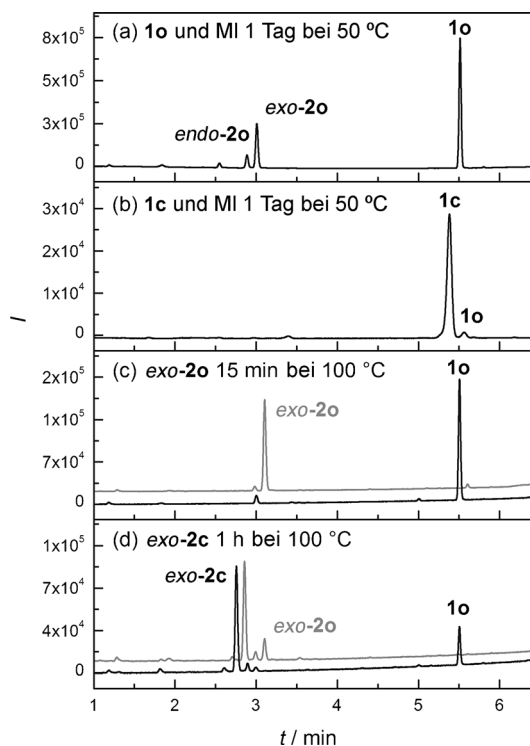 (a) 1o und MI 1 Tag bei 50 ºC
1o
exo-2o
endo-2o
8x10⁵
5x10⁵
3x10⁵
0
(b) 1c und MI 1 Tag bei 50 ºC
1c
1o
3x10⁴
2x10⁴
1x10⁴
0
(c) exo-2o 15 min bei 100 °C
1o
exo-2o
2x10⁵
1x10⁵
7x10⁴
0
(d) exo-2c 1 h bei 100 °C
exo-2c
exo-2o
1o
1x10⁵
7x10⁴
4x10⁴
0
I
1 2 3 4 5 6
t / min